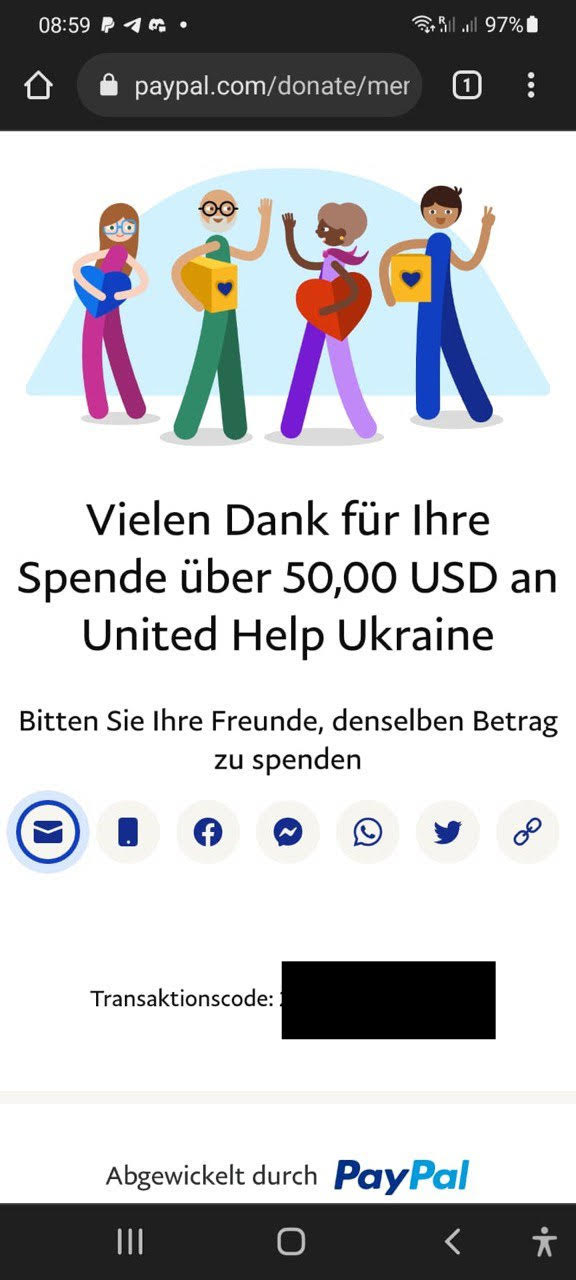 08:59 97%
paypal.com/donate/mer 1
Vielen Dank für Ihre
Spende über 50,00 USD an
United Help Ukraine
Bitten Sie Ihre Freunde, denselben Betrag
zu spenden
Transaktionscode:
Abgewickelt durch PayPal